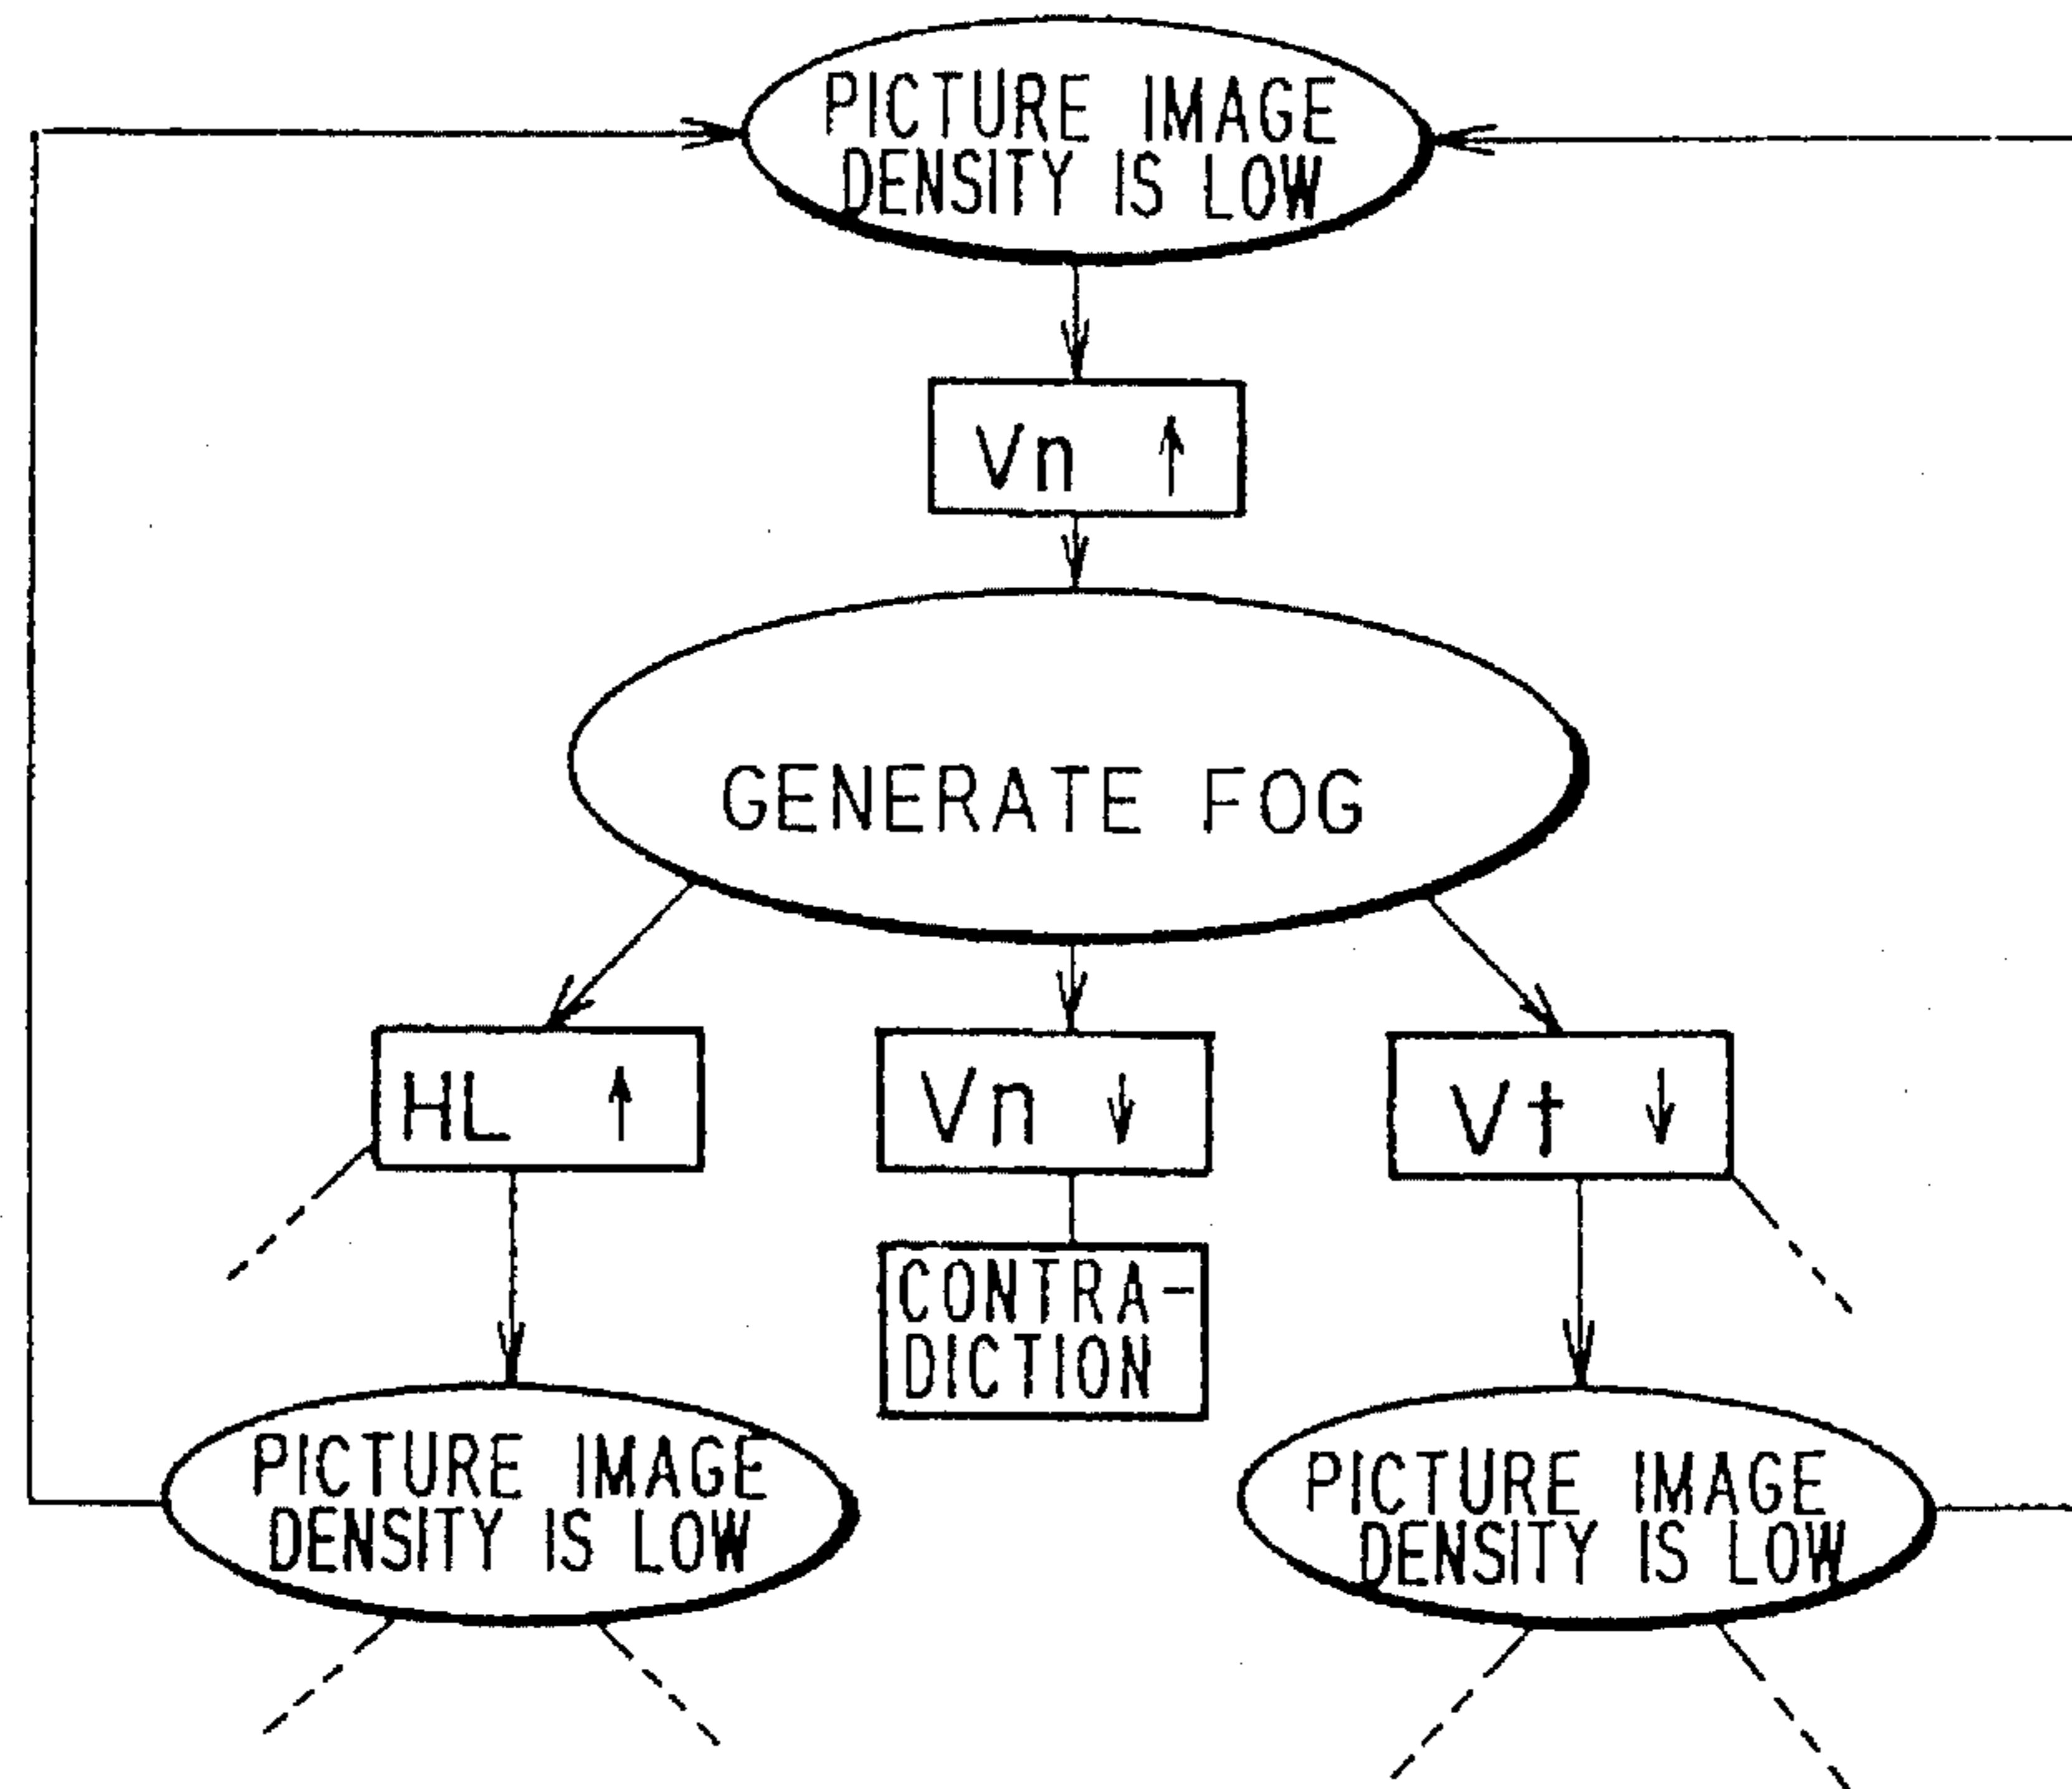 PICTURE IMAGE
DENSITY IS LOW
Vn ↑
GENERATE FOG
HL ↑
Vn ↓
Vt ↓
CONTRA-
DICTION
PICTURE IMAGE
DENSITY IS LOW
PICTURE IMAGE
DENSITY IS LOW